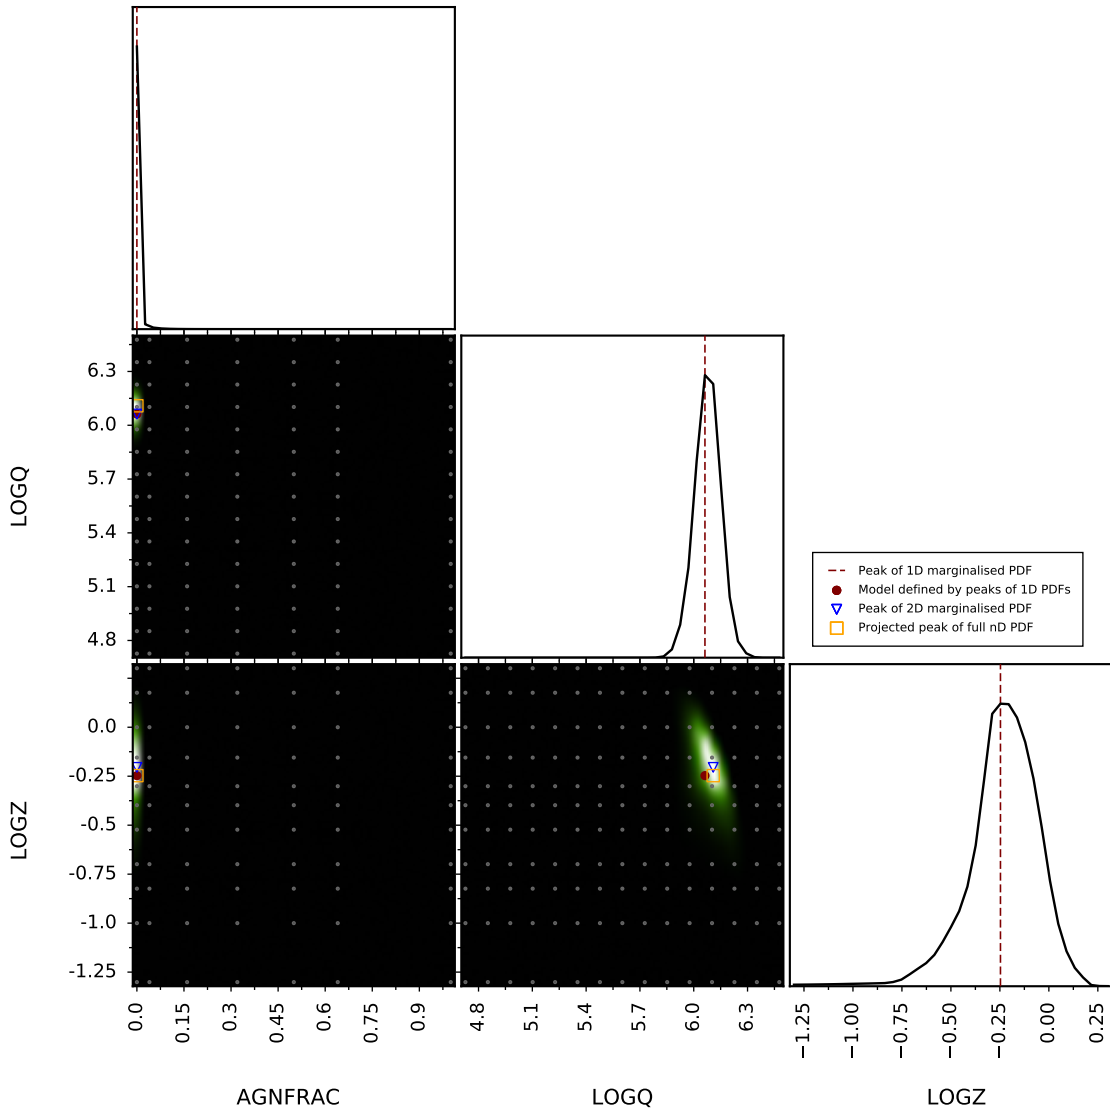 6.3
6.0
5.7
5.4
5.1
4.8
LOGQ
Peak of 1D marginalised PDF
Model defined by peaks of 1D PDFs
Peak of 2D marginalised PDF
Projected peak of full nD PDF
0.0
-0.25
-0.5
-0.75
-1.0
-1.25
LOGZ
0.0 0.15 0.3 0.45 0.6 0.75 0.9
4.8 5.1 5.4 5.7 6.0 6.3
−1.25 −1.00 −0.75 −0.50 −0.25 0.00 0.25
AGNFRAC LOGQ LOGZ